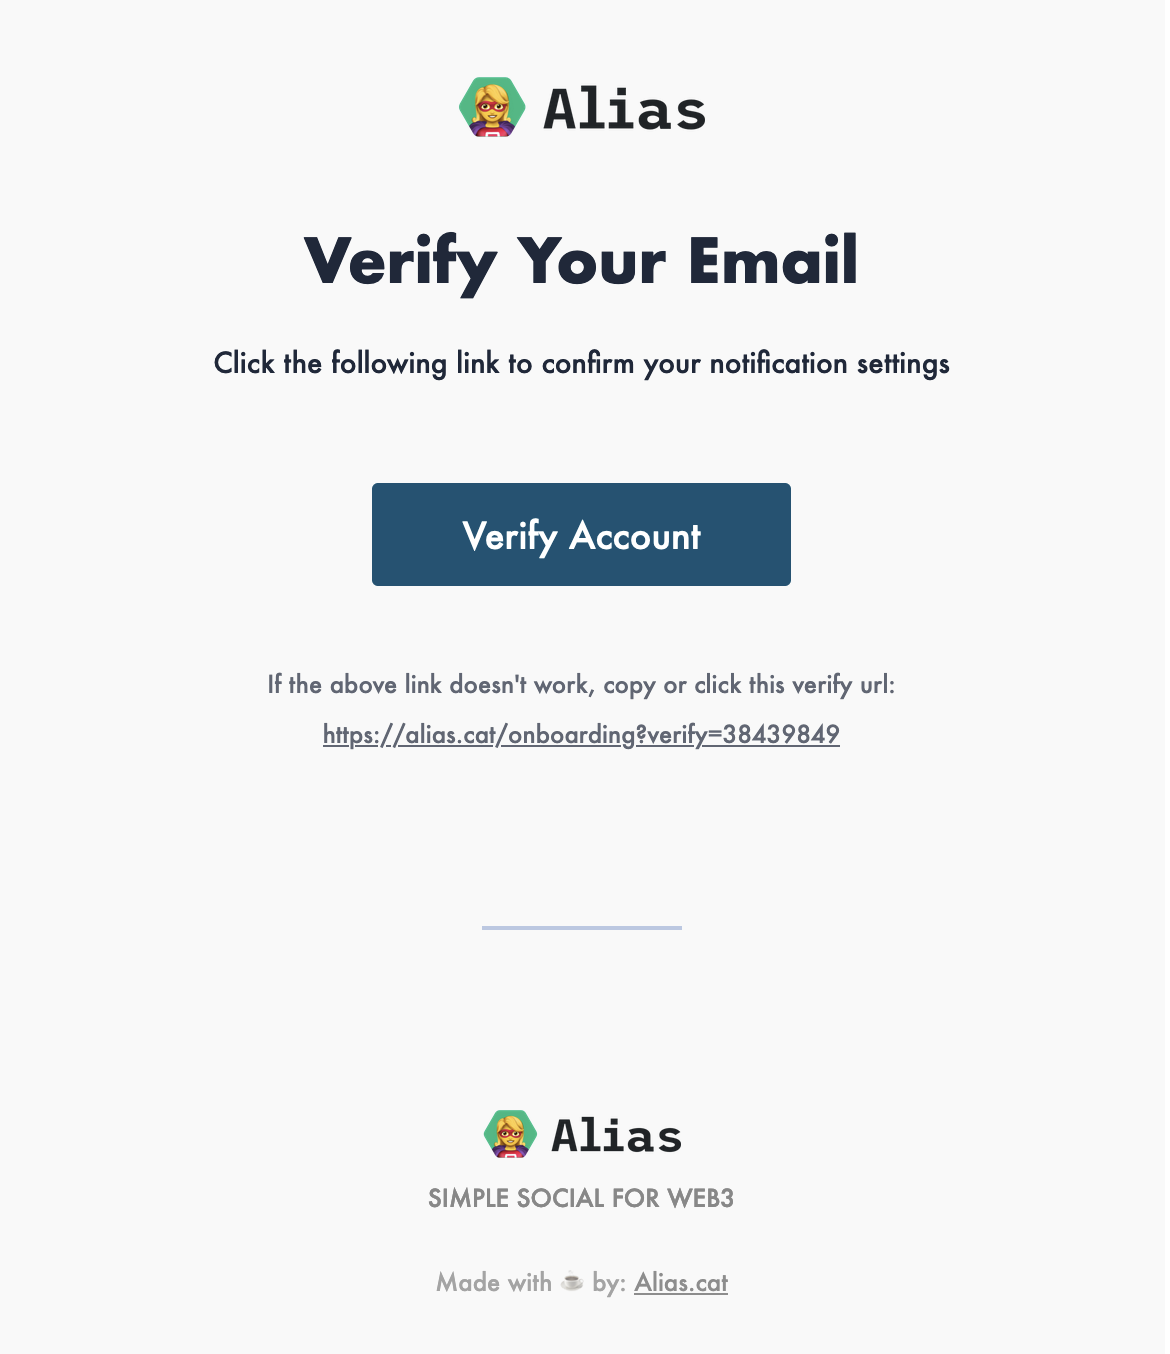 Alias
Verify Your Email
Click the following link to confirm your notification settings
Verify Account
If the above link doesn't work, copy or click this verify url:
https://alias.cat/onboarding?verify=38439849
Alias
SIMPLE SOCIAL FOR WEB3
Made with ☕ by: Alias.cat